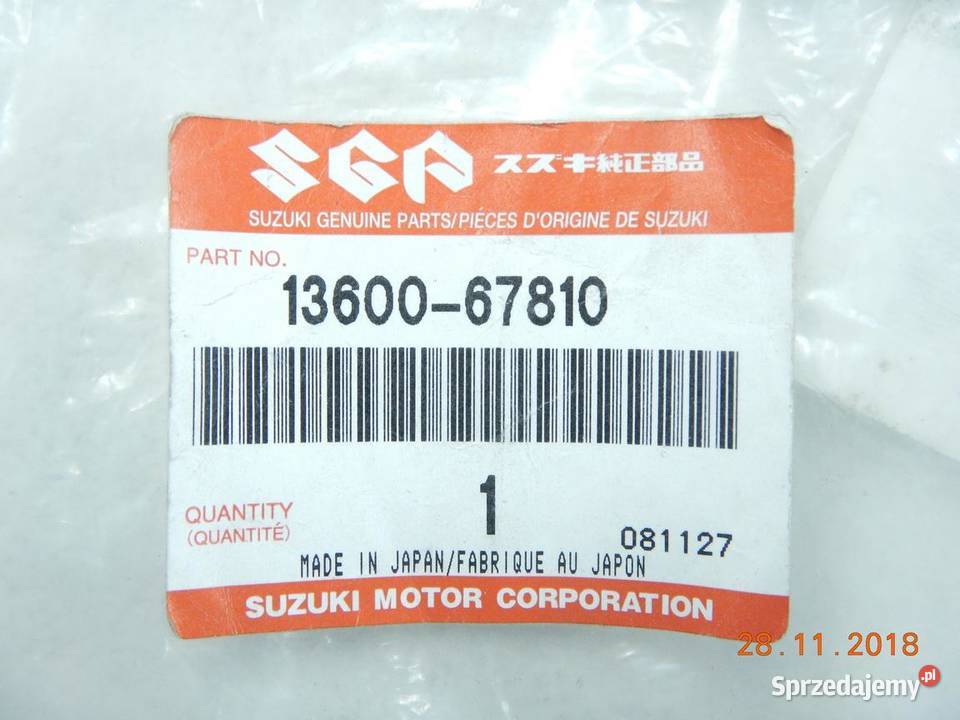 SGP スズキ純正部品
SUZUKI GENUINE PARTS/PIÉCES D'ORIGINE DE SUZUKI
PART NO.
13600-67810
QUANTITY
(QUANTITÉ)
1
081127
MADE IN JAPAN/FABRIQUE AU JAPON
SUZUKI MOTOR CORPORATION
28.11.2018
Sprzedajemy.pl